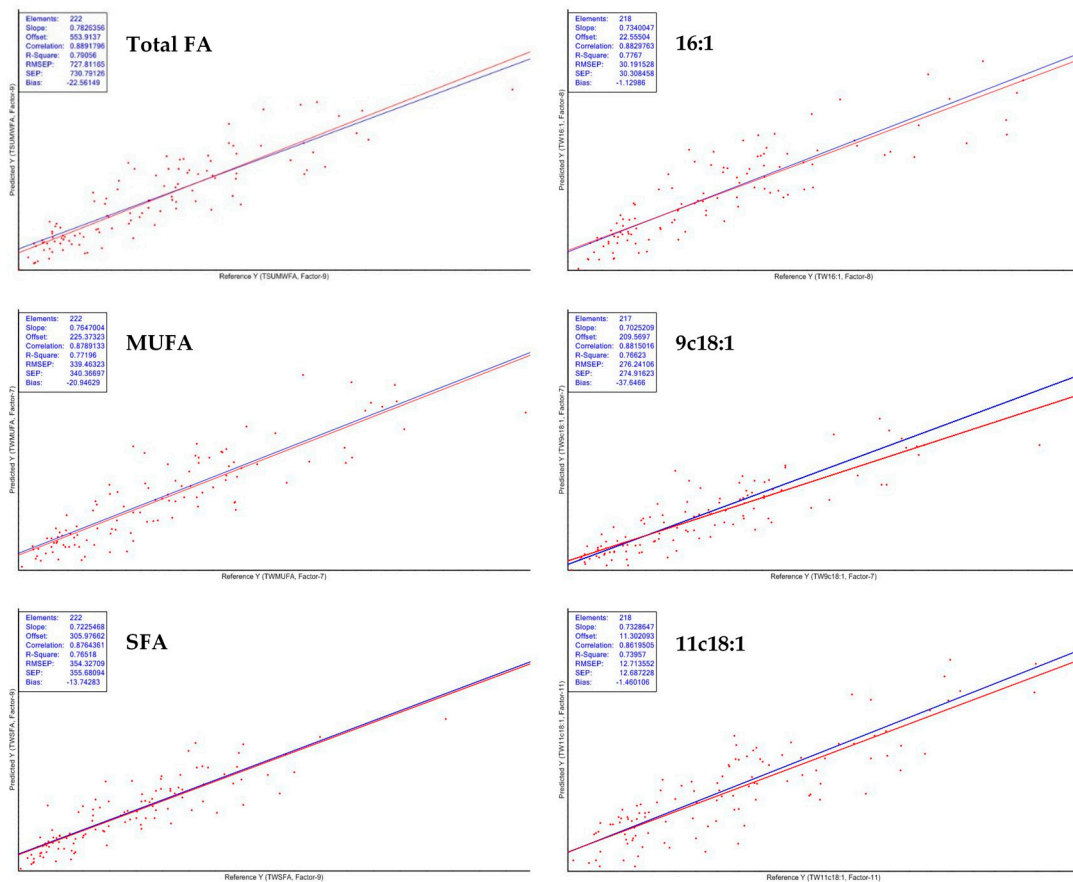 Elements: 222
Slope: 0.7826356
Offset: 553.9137
Correlation: 0.8891796
R-Square: 0.79056
RMSEP: 727.81165
SEP: 730.79126
Bias: -22.56149
Total FA
Predicted Y (TSUMWFA, Factor-9)
Reference Y (TSUMWFA, Factor-9)
Elements: 218
Slope: 0.7340047
Offset: 22.55504
Correlation: 0.8829763
R-Square: 0.7767
RMSEP: 30.191528
SEP: 30.308458
Bias: -1.12986
16:1
Predicted Y (TW16:1, Factor-8)
Reference Y (TW16:1, Factor-8)
Elements: 222
Slope: 0.7647004
Offset: 225.37323
Correlation: 0.8789133
R-Square: 0.77196
RMSEP: 339.46323
SEP: 340.36697
Bias: -20.94629
MUFA
Predicted Y (TWMUFA, Factor-7)
Reference Y (TWMUFA, Factor-7)
Elements: 217
Slope: 0.7025209
Offset: 209.5697
Correlation: 0.8815016
R-Square: 0.76623
RMSEP: 276.24106
SEP: 274.91623
Bias: -37.6466
9c18:1
Predicted Y (TW9c18:1, Factor-7)
Reference Y (TW9c18:1, Factor-7)
Elements: 222
Slope: 0.7225468
Offset: 305.97662
Correlation: 0.8764361
R-Square: 0.76518
RMSEP: 354.32709
SEP: 355.68094
Bias: -13.74283
SFA
Predicted Y (TWSFA, Factor-9)
Reference Y (TWSFA, Factor-9)
Elements: 218
Slope: 0.7328647
Offset: 11.302093
Correlation: 0.8619505
R-Square: 0.73957
RMSEP: 12.713552
SEP: 12.687228
Bias: -1.460106
11c18:1
Predicted Y (TW11c18:1, Factor-11)
Reference Y (TW11c18:1, Factor-11)